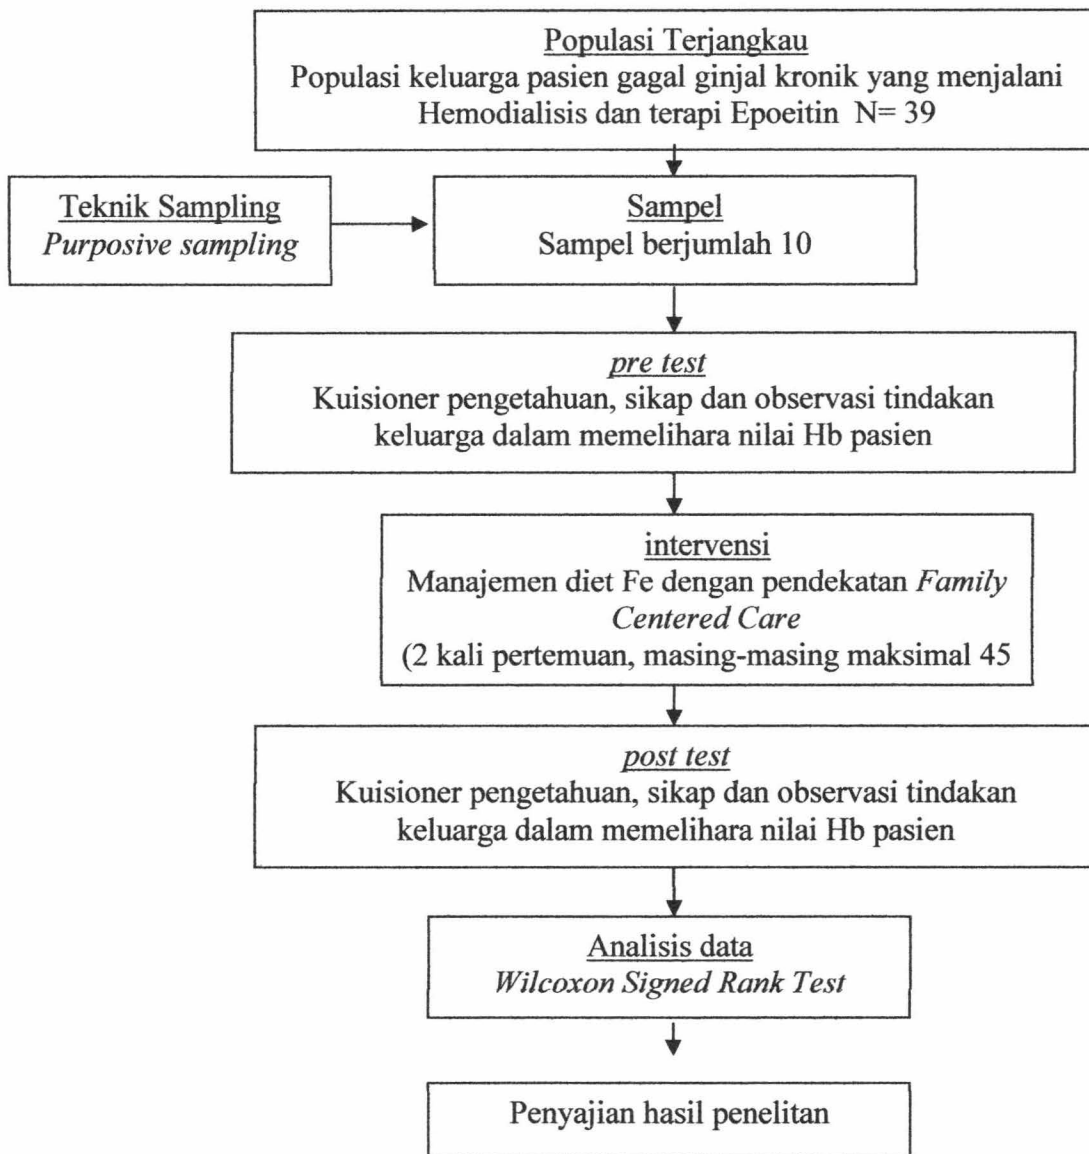 Populasi Terjangkau
Populasi keluarga pasien gagal ginjal kronik yang menjalani
Hemodialisis dan terapi Epoeitin N= 39
Teknik Sampling
Purposive sampling
Sampel
Sampel berjumlah 10
pre test
Kuisioner pengetahuan, sikap dan observasi tindakan
keluarga dalam memelihara nilai Hb pasien
intervensi
Manajemen diet Fe dengan pendekatan Family
Centered Care
(2 kali pertemuan, masing-masing maksimal 45
post test
Kuisioner pengetahuan, sikap dan observasi tindakan
keluarga dalam memelihara nilai Hb pasien
Analisis data
Wilcoxon Signed Rank Test
Penyajian hasil penelitan